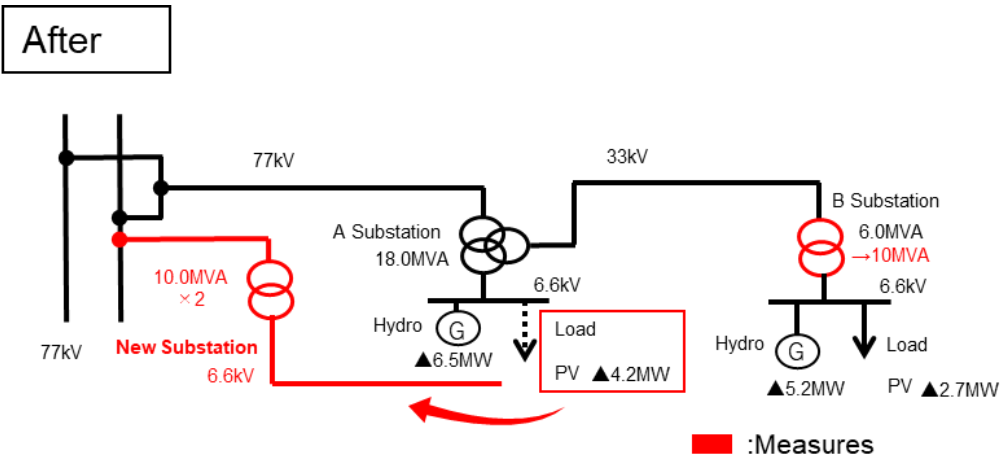 After
77kV
33kV
B Substation
6.0MVA
→10MVA
6.6kV
A Substation
18.0MVA
6.6kV
10.0MVA
×2
New Substation
6.6kV
77kV
Hydro
G
▲6.5MW
Load
PV ▲4.2MW
Hydro
G
▲5.2MW
Load
PV ▲2.7MW
:Measures